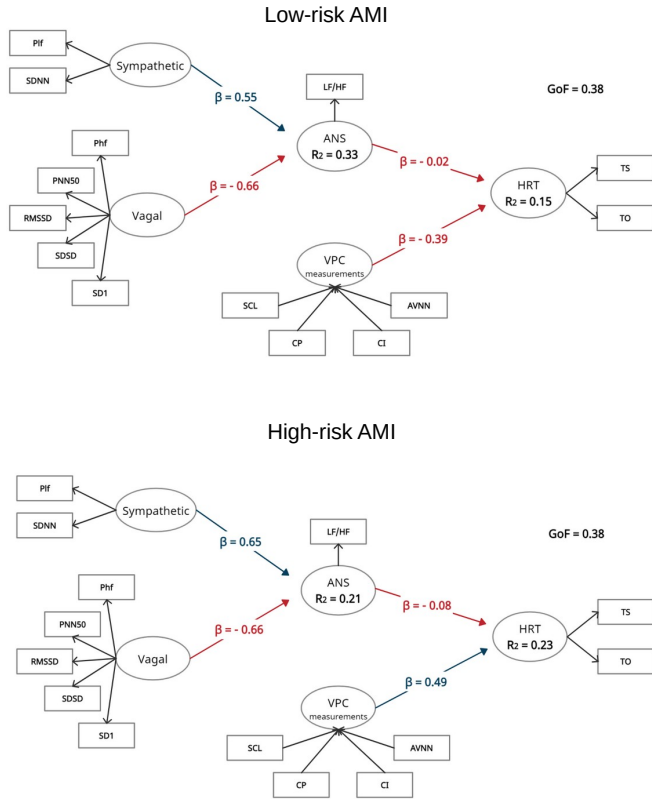 Low-risk AMI
Plf
Sympathetic
SDNN
β = 0.55
LF/HF
GoF = 0.38
ANS
R2 = 0.33
Phf
β = - 0.02
PNN50
β = - 0.66
HRT
R2 = 0.15
TS
RMSSD
Vagal
TO
SDSD
β = - 0.39
VPC
measurements
SD1
SCL
AVNN
CP
CI
High-risk AMI
Plf
Sympathetic
SDNN
β = 0.65
LF/HF
GoF = 0.38
ANS
R2 = 0.21
Phf
β = - 0.08
PNN50
β = - 0.66
HRT
R2 = 0.23
TS
RMSSD
Vagal
TO
SDSD
β = 0.49
VPC
measurements
SD1
SCL
AVNN
CP
CI